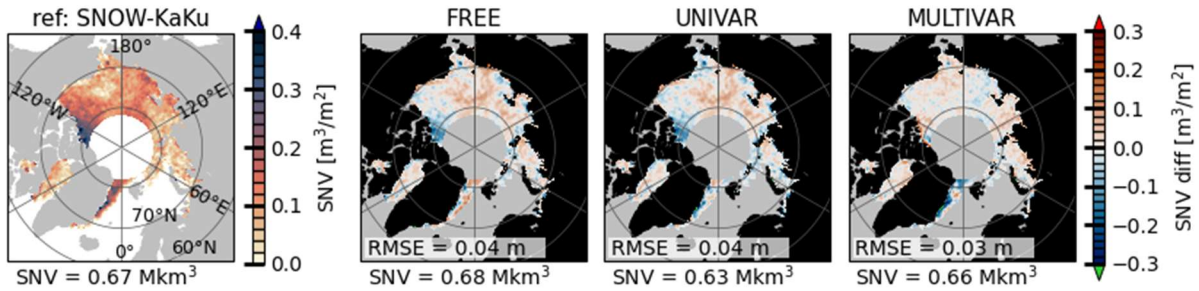 ref: SNOW-KaKu
FREE
UNIVAR
MULTIVAR
180°
120°W
120°E
60°E
70°N
0°
60°N
0.4
0.3
0.2
0.1
0.0
SNV [m³/m²]
RMSE = 0.04 m
RMSE = 0.04 m
RMSE = 0.03 m
0.3
0.2
0.1
0.0
−0.1
−0.2
−0.3
SNV diff [m³/m²]
SNV = 0.67 Mkm³
SNV = 0.68 Mkm³
SNV = 0.63 Mkm³
SNV = 0.66 Mkm³